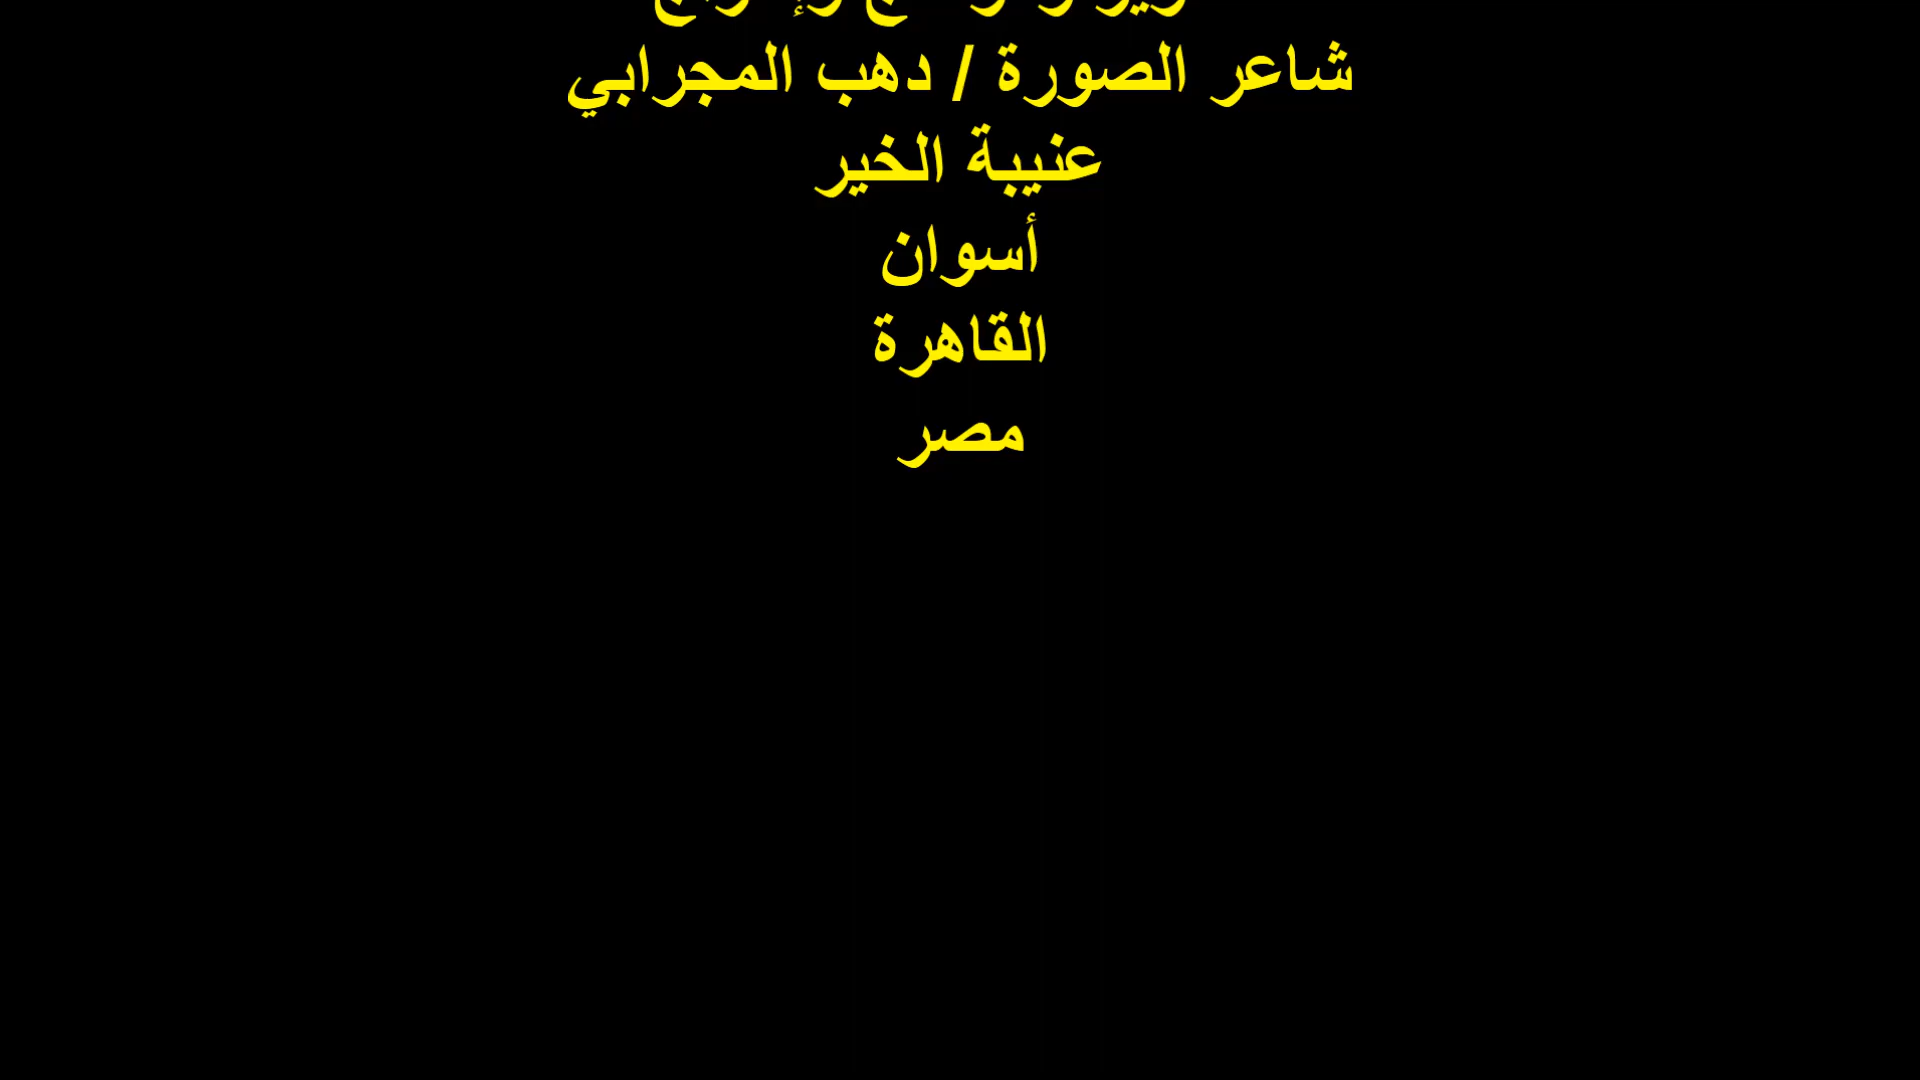 شاعر الصورة / دهب المجرابي
عنيبة الخير
أسوان
القاهرة
مصر